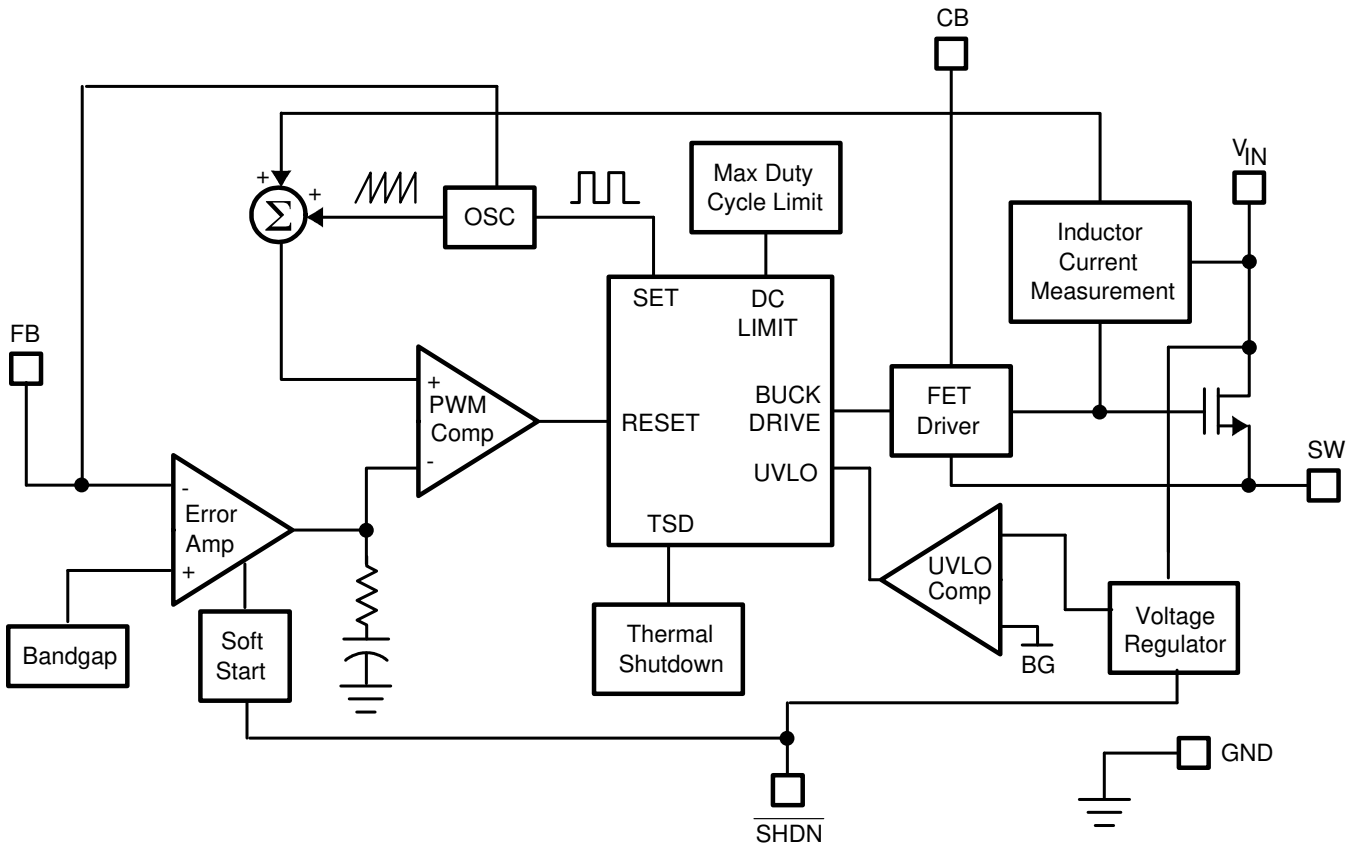 CB
VIN
+
+
Σ
OSC
Max Duty
Cycle Limit
Inductor
Current
Measurement
SET
DC
LIMIT
FB
+
PWM
Comp
-
RESET
BUCK
DRIVE
FET
Driver
UVLO
SW
-
Error
Amp
+
TSD
UVLO
Comp
BG
Bandgap
Soft
Start
Thermal
Shutdown
Voltage
Regulator
GND
SHDN